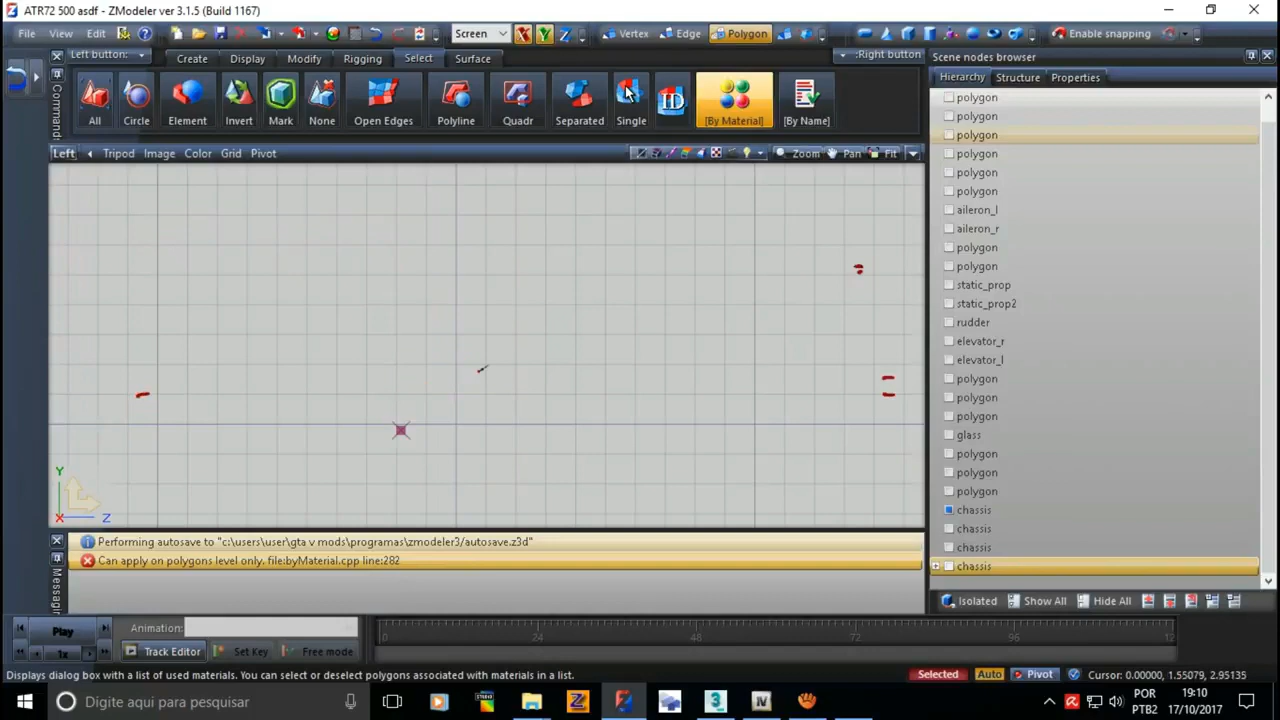 ATR72 500 asdf - ZModeler ver 3.1.5 (Build 1167)
File View Edit Screen X Y Z Vertex Edge Polygon Enable snapping
Left button: Create Display Modify Rigging Select Surface :Right button
All Circle Element Invert Mark None Open Edges Polyline Quadr Separated Single ID [By Material] [By Name]
Left Tripod Image Color Grid Pivot Zoom Pan Fit
Scene nodes browser
Hierarchy Structure Properties
polygon
polygon
polygon
polygon
polygon
polygon
aileron_l
aileron_r
polygon
polygon
static_prop
static_prop2
rudder
elevator_r
elevator_l
polygon
polygon
polygon
glass
polygon
polygon
polygon
chassis
chassis
chassis
chassis
Isolated Show All Hide All
Y
X Z
Performing autosave to "c:\users\user\gta v mods\programas\zmodeler3/autosave.z3d"
Can apply on polygons level only. file:byMaterial.cpp line:282
Play Animation:
1x Track Editor Set Key Free mode
0 24 48 72 96 12
Displays dialog box with a list of used materials. You can select or deselect polygons associated with materials in a list.
Selected Auto Pivot Cursor: 0.00000, 1.55079, 2.95135
Digite aqui para pesquisar
POR
PTB2
19:10
17/10/2017